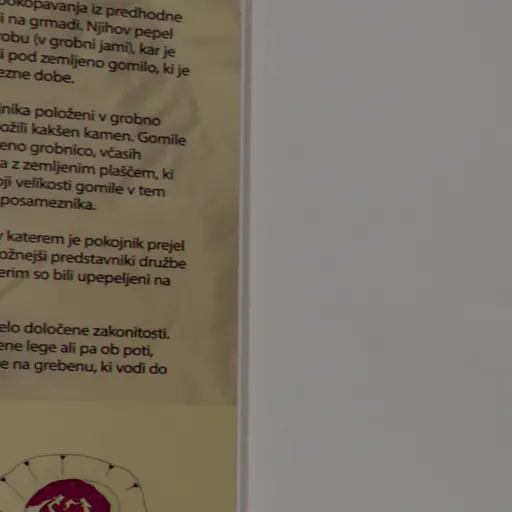 pokopavanja iz predhodne
i na grmadi. Njihov pepel
robu (v grobni jami), kar je
i pod zemljeno gomilo, ki je
ezne dobe.
nika položeni v grobno
ožili kakšen kamen. Gomile
eno grobnico, včasih
a z zemljenim plaščem, ki
oji velikosti gomile v tem
posameznika.
v katerem je pokojnik prejel
ožnejši predstavniki družbe
erim so bili upepeljeni na
elo določene zakonitosti.
ene lege ali pa ob poti,
e na grebenu, ki vodi do